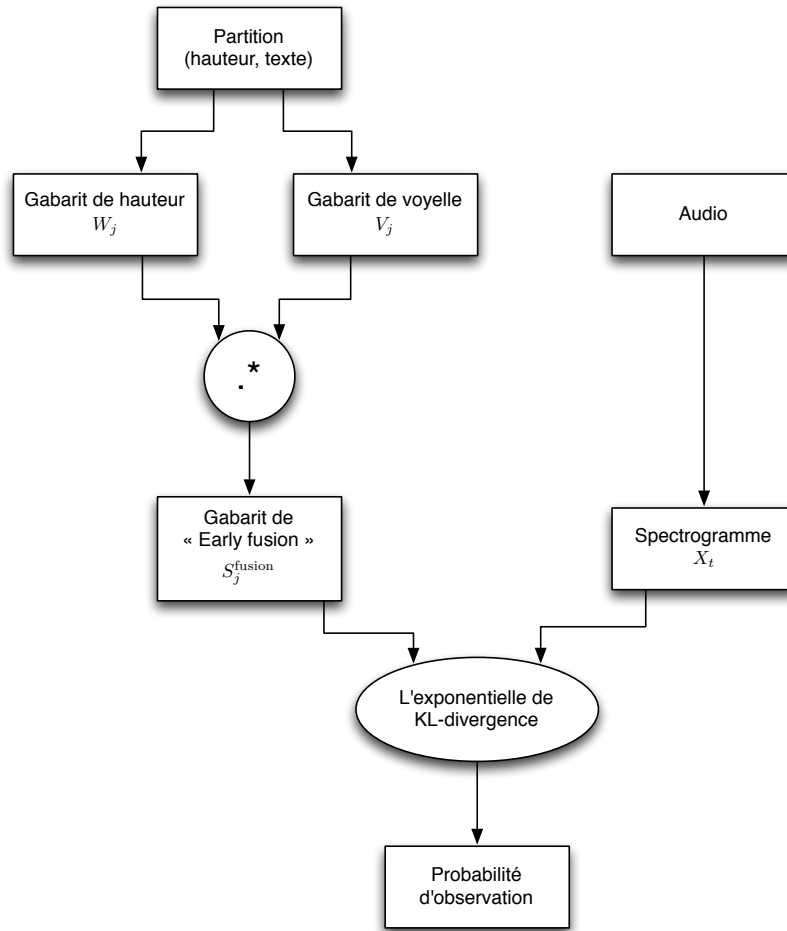 Partition
(hauteur, texte)
Gabarit de hauteur
W_j
Gabarit de voyelle
V_j
Audio
.*
Gabarit de
« Early fusion »
S_j^fusion
Spectrogramme
X_t
L'exponentielle de
KL-divergence
Probabilité
d'observation